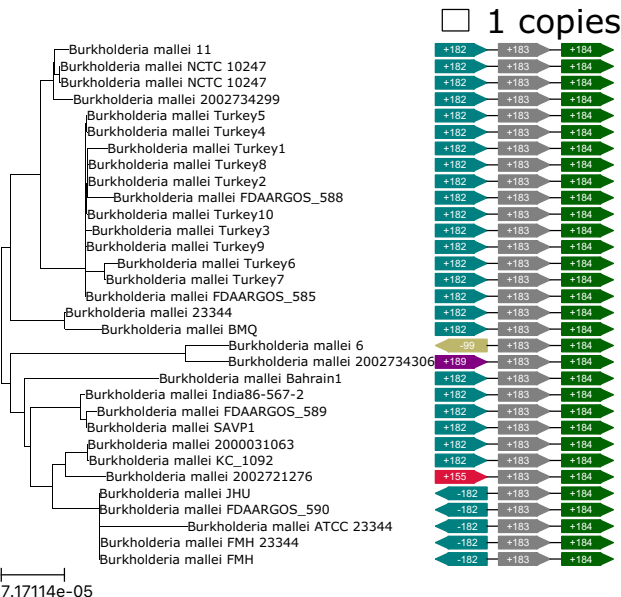 1 copies
Burkholderia mallei 11 +182 +183 +184
Burkholderia mallei NCTC 10247 +182 +183 +184
Burkholderia mallei NCTC 10247 +182 +183 +184
Burkholderia mallei 2002734299 +182 +183 +184
Burkholderia mallei Turkey5 +182 +183 +184
Burkholderia mallei Turkey4 +182 +183 +184
Burkholderia mallei Turkey1 +182 +183 +184
Burkholderia mallei Turkey8 +182 +183 +184
Burkholderia mallei Turkey2 +182 +183 +184
Burkholderia mallei FDAARGOS_588 +182 +183 +184
Burkholderia mallei Turkey10 +182 +183 +184
Burkholderia mallei Turkey3 +182 +183 +184
Burkholderia mallei Turkey9 +182 +183 +184
Burkholderia mallei Turkey6 +182 +183 +184
Burkholderia mallei Turkey7 +182 +183 +184
Burkholderia mallei FDAARGOS_585 +182 +183 +184
Burkholderia mallei 23344 +182 +183 +184
Burkholderia mallei BMQ +182 +183 +184
Burkholderia mallei 6 -99 +183 +184
Burkholderia mallei 2002734306 +189 +183 +184
Burkholderia mallei Bahrain1 +182 +183 +184
Burkholderia mallei India86-567-2 +182 +183 +184
Burkholderia mallei FDAARGOS_589 +182 +183 +184
Burkholderia mallei SAVP1 +182 +183 +184
Burkholderia mallei 2000031063 +182 +183 +184
Burkholderia mallei KC_1092 +182 +183 +184
Burkholderia mallei 2002721276 +155 +183 +184
Burkholderia mallei JHU -182 +183 +184
Burkholderia mallei FDAARGOS_590 -182 +183 +184
Burkholderia mallei ATCC 23344 -182 +183 +184
Burkholderia mallei FMH 23344 -182 +183 +184
Burkholderia mallei FMH -182 +183 +184
7.17114e-05